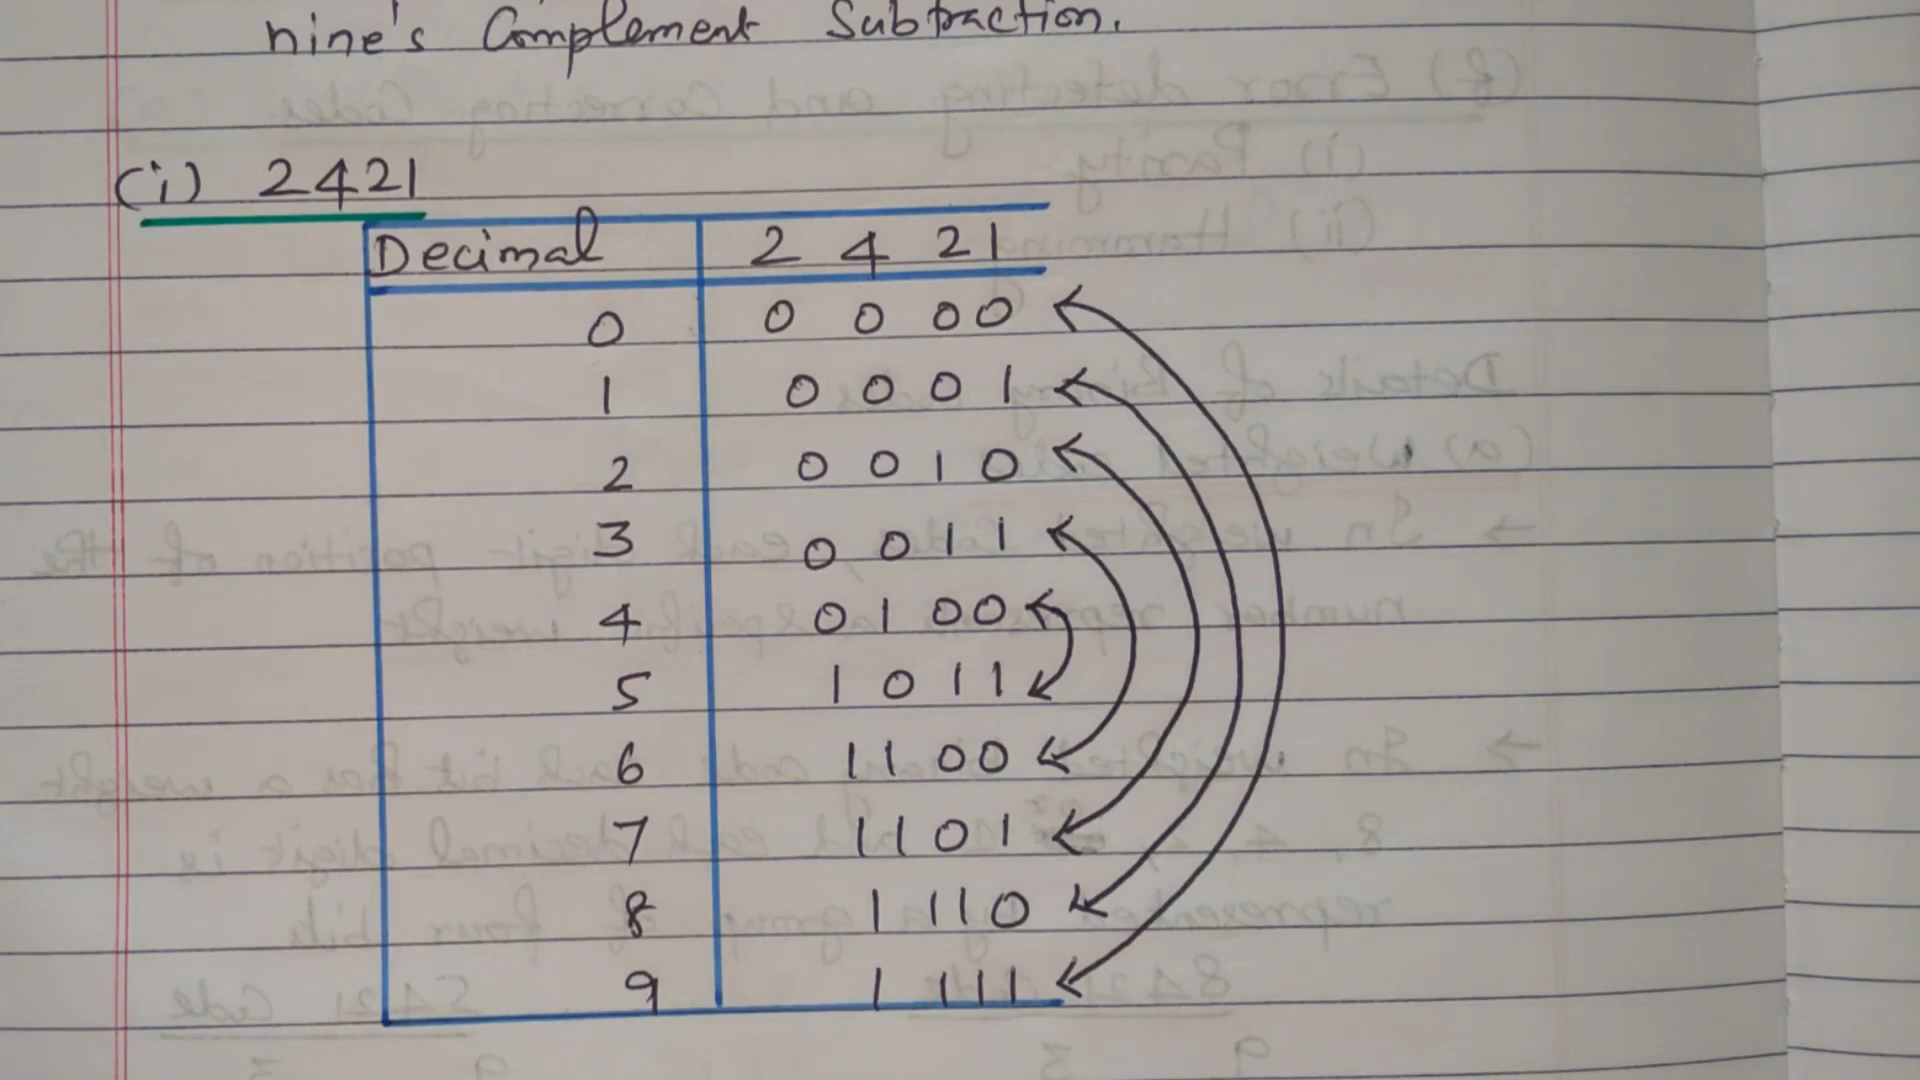 nine's Complement Subtraction.
(i) 2421
Decimal 2 4 2 1
0 0 0 0 0
1 0 0 0 1
2 0 0 1 0
3 0 0 1 1
4 0 1 0 0
5 1 0 1 1
6 1 1 0 0
7 1 1 0 1
8 1 1 1 0
9 1 1 1 1